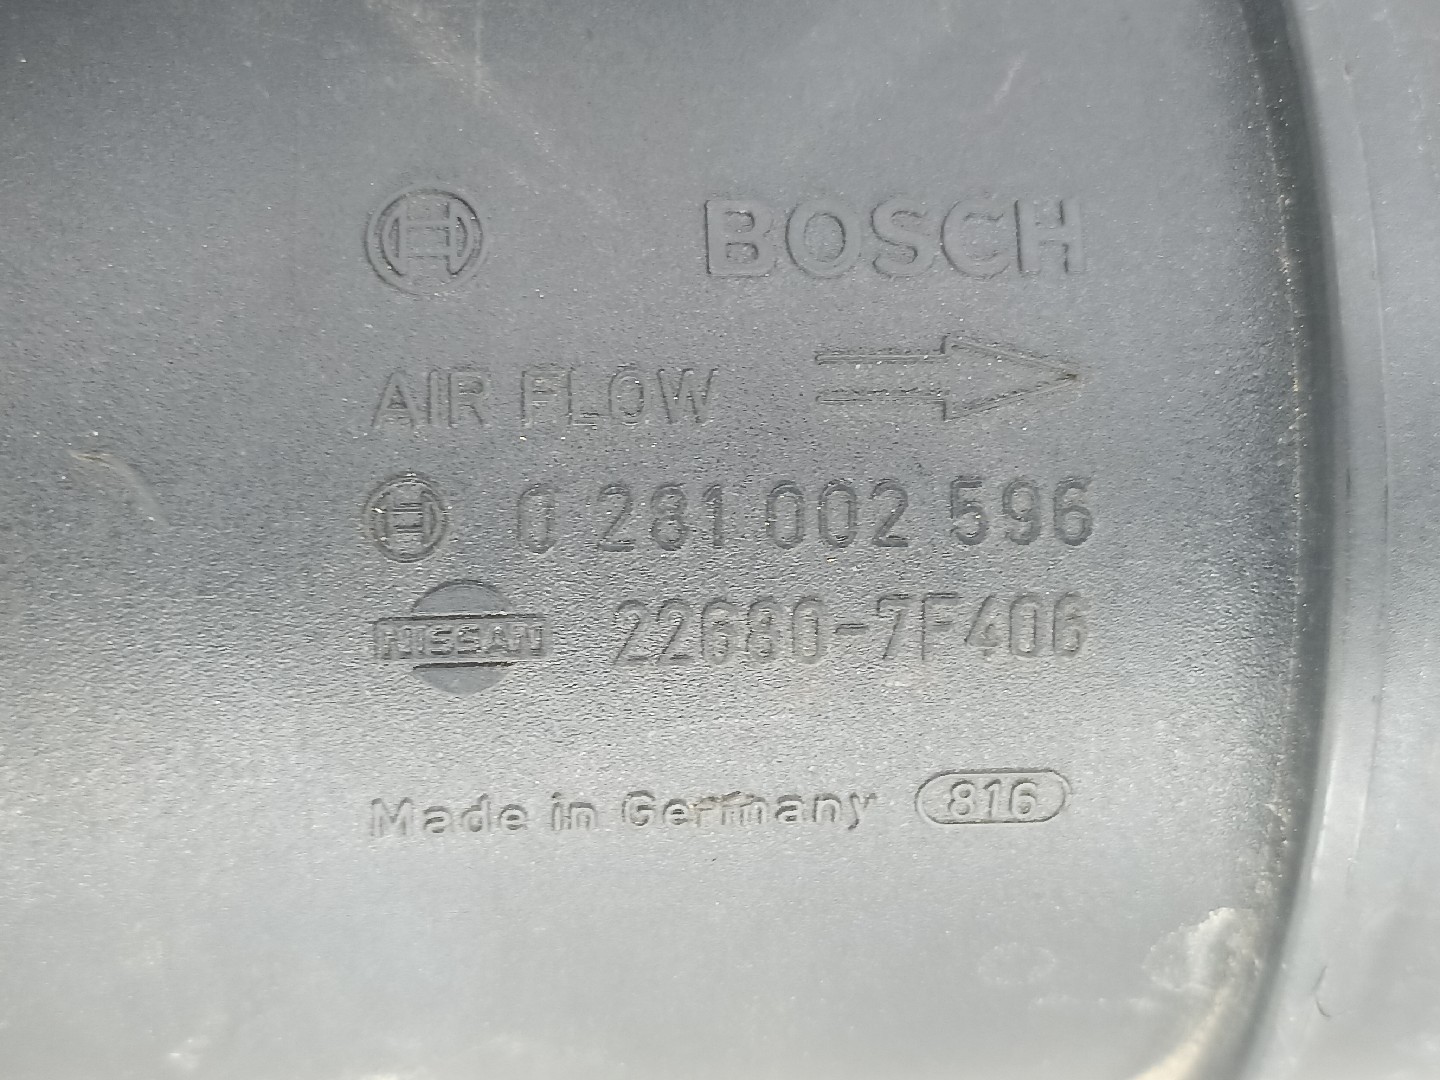 BOSCH
AIR FLOW
0 281 002 596
NISSAN 22680-7F406
Made in Germany 816